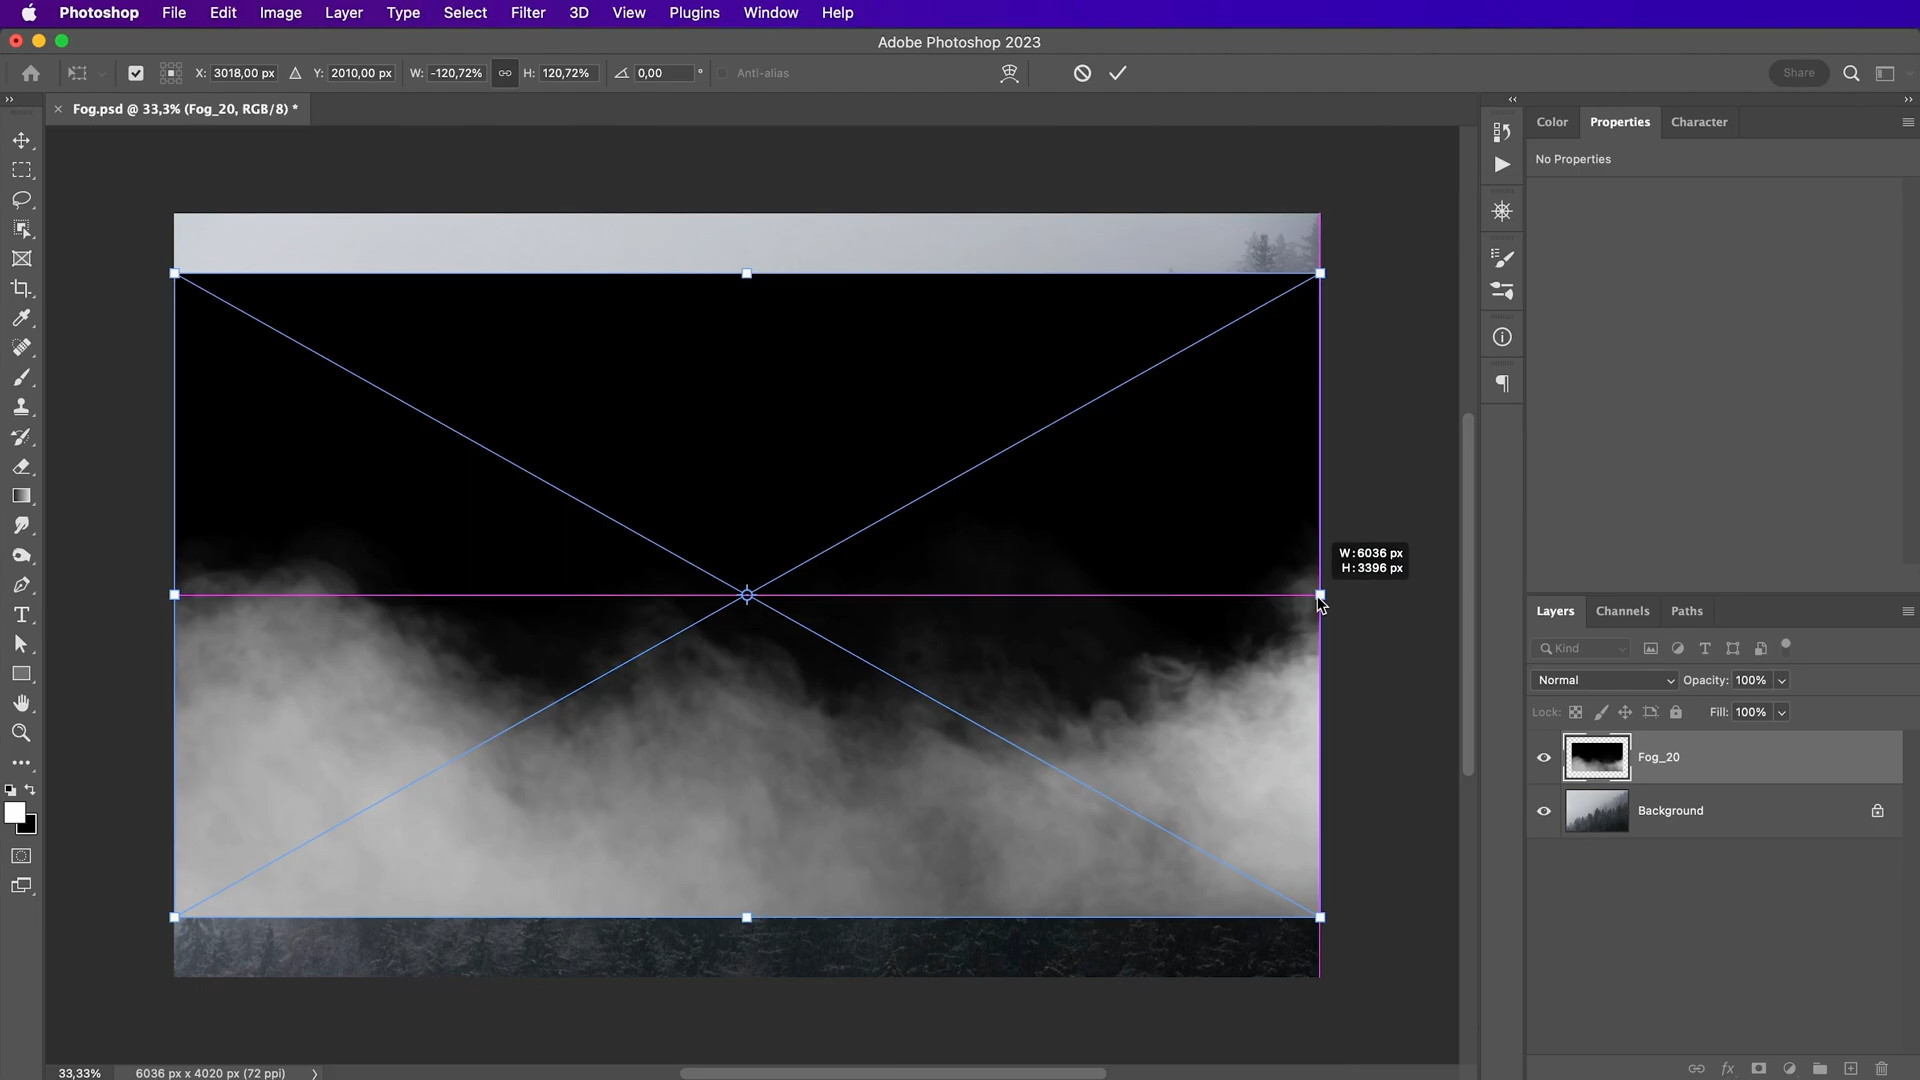 Photoshop File Edit Image Layer Type Select Filter 3D View Plugins Window Help
Adobe Photoshop 2023
X: 3018,00 px Y: 2010,00 px W: -120,72% H: 120,72% 0,00 ° Anti-alias Share
Fog.psd @ 33,3% (Fog_20, RGB/8) *
Color Properties Character
No Properties
W: 6036 px
H: 3396 px
Layers Channels Paths
Kind
Normal Opacity: 100%
Lock: Fill: 100%
Fog_20
Background
33,33% 6036 px x 4020 px (72 ppi)